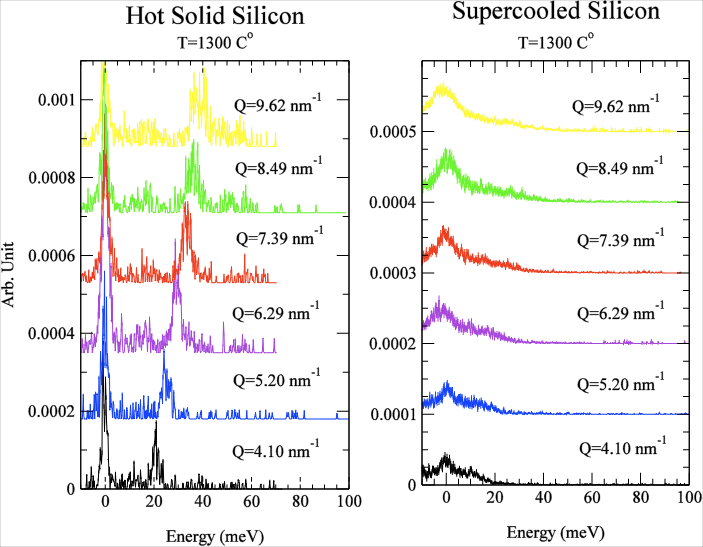 Hot Solid Silicon
T=1300 C°
Arb. Unit
0.001
0.0008
0.0006
0.0004
0.0002
0
Q=9.62 nm⁻¹
Q=8.49 nm⁻¹
Q=7.39 nm⁻¹
Q=6.29 nm⁻¹
Q=5.20 nm⁻¹
Q=4.10 nm⁻¹
0 20 40 60 80 100
Energy (meV)
Supercooled Silicon
T=1300 C°
0.0005
0.0004
0.0003
0.0002
0.0001
0
Q=9.62 nm⁻¹
Q=8.49 nm⁻¹
Q=7.39 nm⁻¹
Q=6.29 nm⁻¹
Q=5.20 nm⁻¹
Q=4.10 nm⁻¹
0 20 40 60 80 100
Energy (meV)